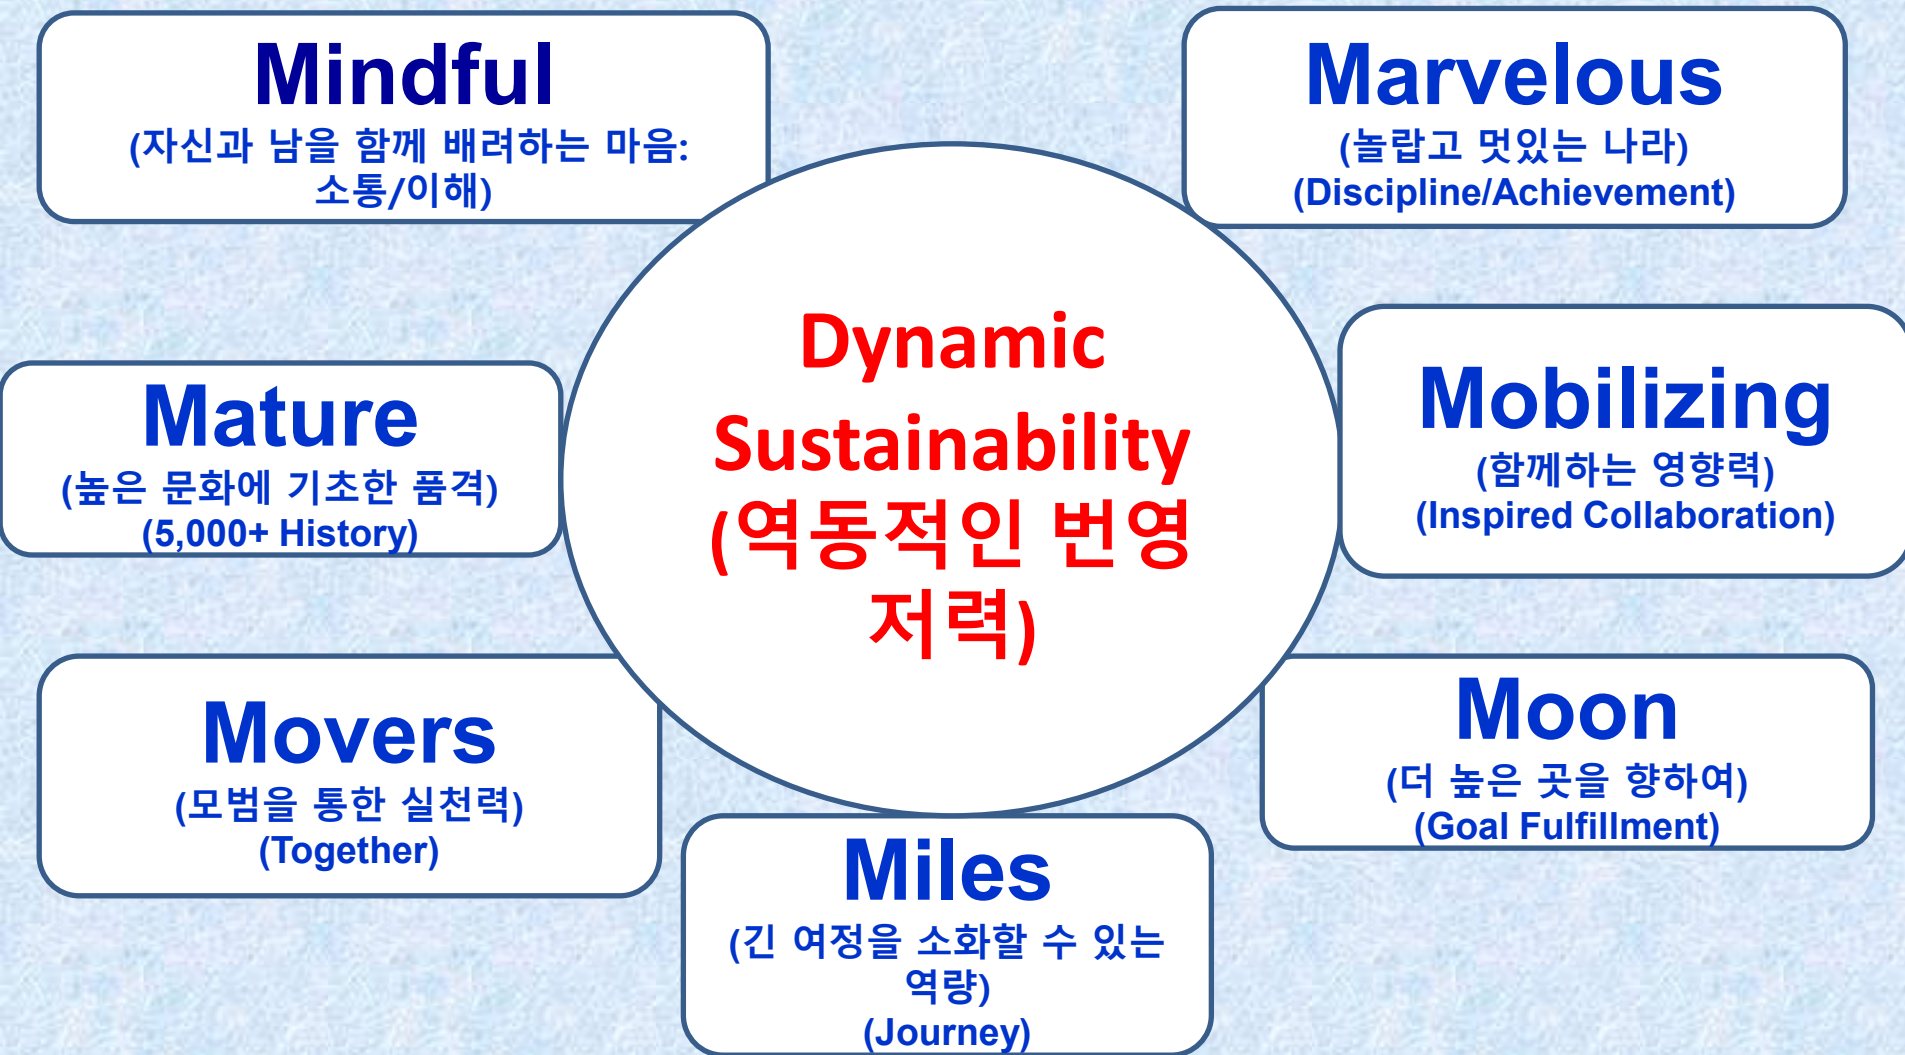 Mindful
(자신과 남을 함께 배려하는 마음:
소통/이해)
Marvelous
(놀랍고 멋있는 나라)
(Discipline/Achievement)
Dynamic
Sustainability
(역동적인 번영
저력)
Mature
(높은 문화에 기초한 품격)
(5,000+ History)
Mobilizing
(함께하는 영향력)
(Inspired Collaboration)
Movers
(모범을 통한 실천력)
(Together)
Moon
(더 높은 곳을 향하여)
(Goal Fulfillment)
Miles
(긴 여정을 소화할 수 있는
역량)
(Journey)